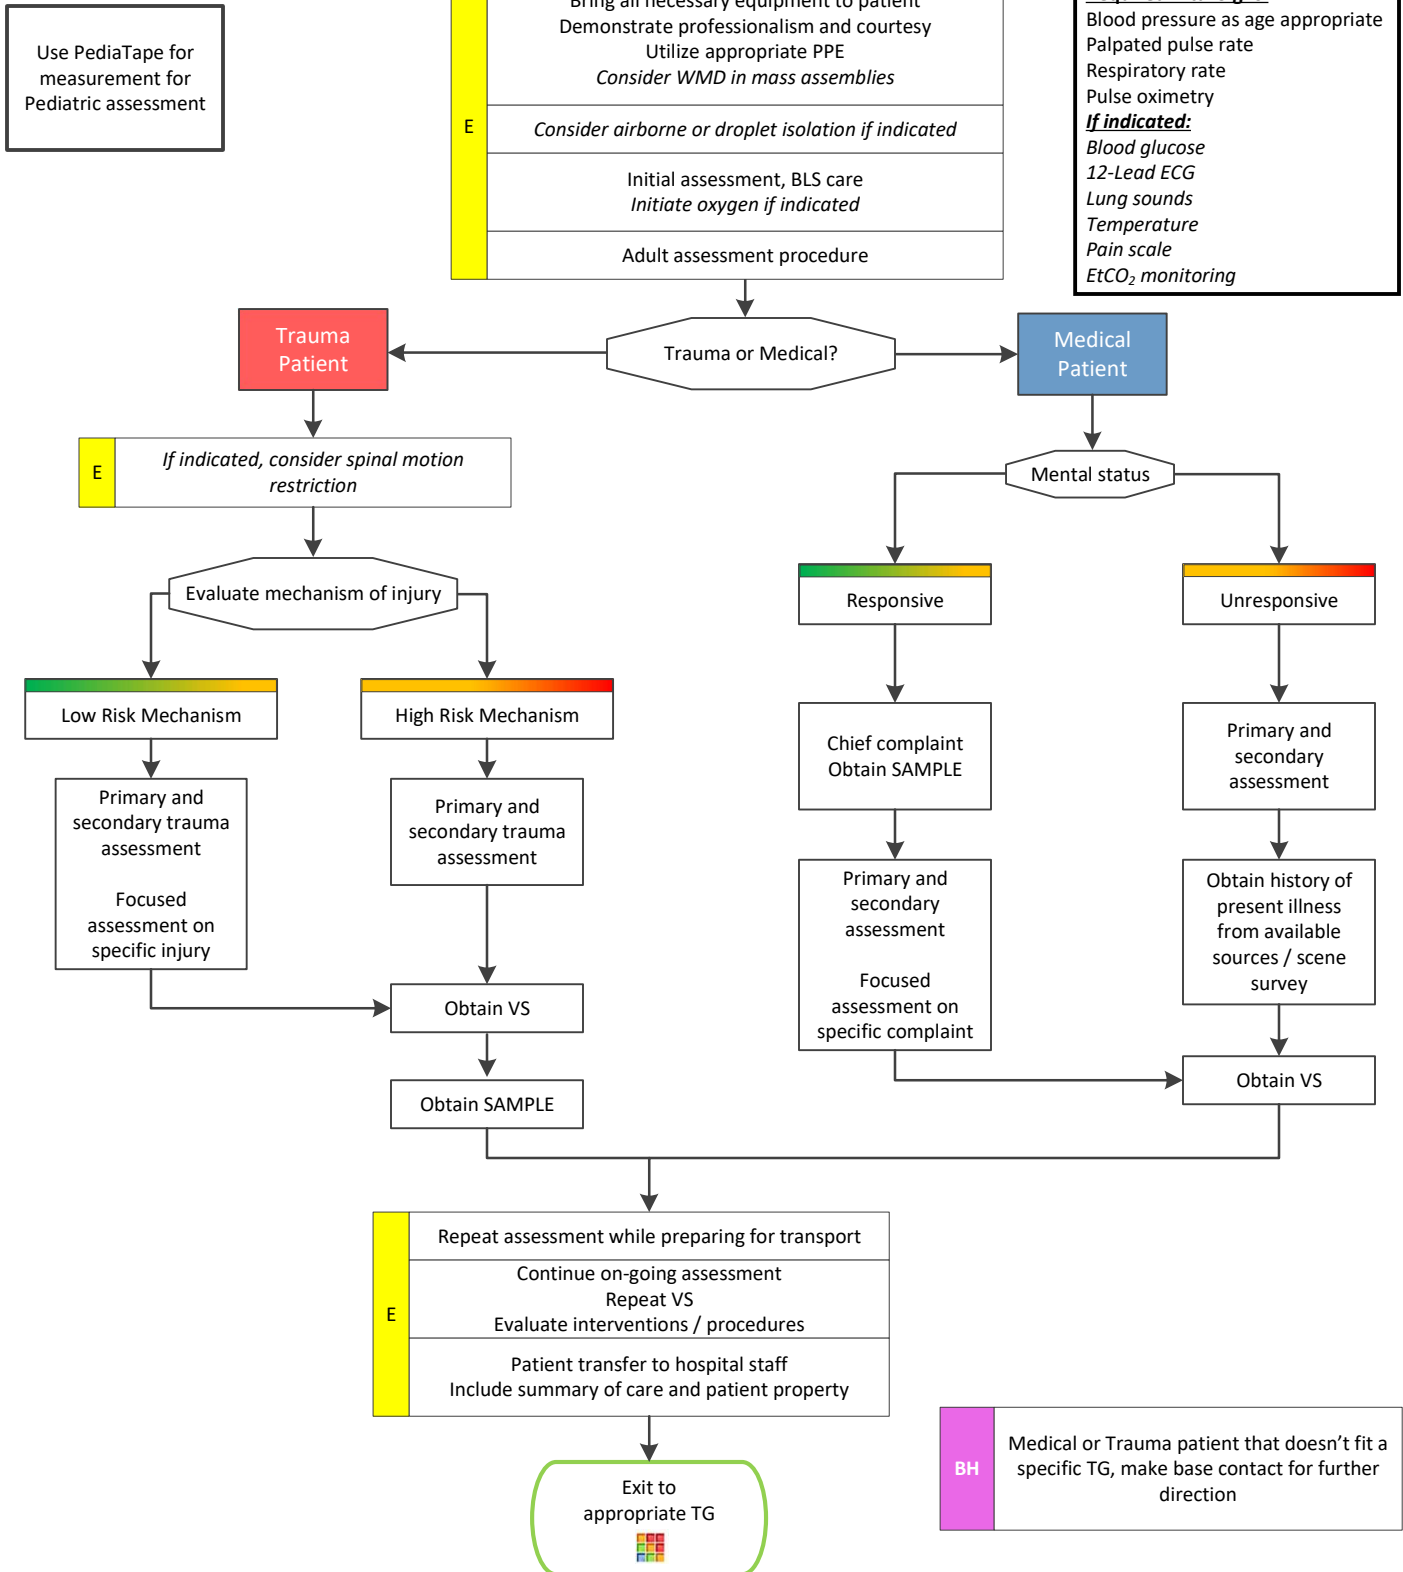 Use PediaTape for
measurement for
Pediatric assessment
Bring all necessary equipment to patient
Demonstrate professionalism and courtesy
Utilize appropriate PPE
Consider WMD in mass assemblies
E
Consider airborne or droplet isolation if indicated
Initial assessment, BLS care
Initiate oxygen if indicated
Adult assessment procedure
Blood pressure as age appropriate
Palpated pulse rate
Respiratory rate
Pulse oximetry
If indicated:
Blood glucose
12-Lead ECG
Lung sounds
Temperature
Pain scale
EtCO₂ monitoring
Trauma
Patient
Trauma or Medical?
Medical
Patient
E
If indicated, consider spinal motion
restriction
Mental status
Evaluate mechanism of injury
Responsive
Unresponsive
Low Risk Mechanism
High Risk Mechanism
Chief complaint
Obtain SAMPLE
Primary and
secondary
assessment
Primary and
secondary trauma
assessment
Focused
assessment on
specific injury
Primary and
secondary trauma
assessment
Primary and
secondary
assessment
Focused
assessment on
specific complaint
Obtain history of
present illness
from available
sources / scene
survey
Obtain VS
Obtain VS
Obtain SAMPLE
E
Repeat assessment while preparing for transport
Continue on-going assessment
Repeat VS
Evaluate interventions / procedures
Patient transfer to hospital staff
Include summary of care and patient property
Exit to
appropriate TG
BH
Medical or Trauma patient that doesn’t fit a
specific TG, make base contact for further
direction